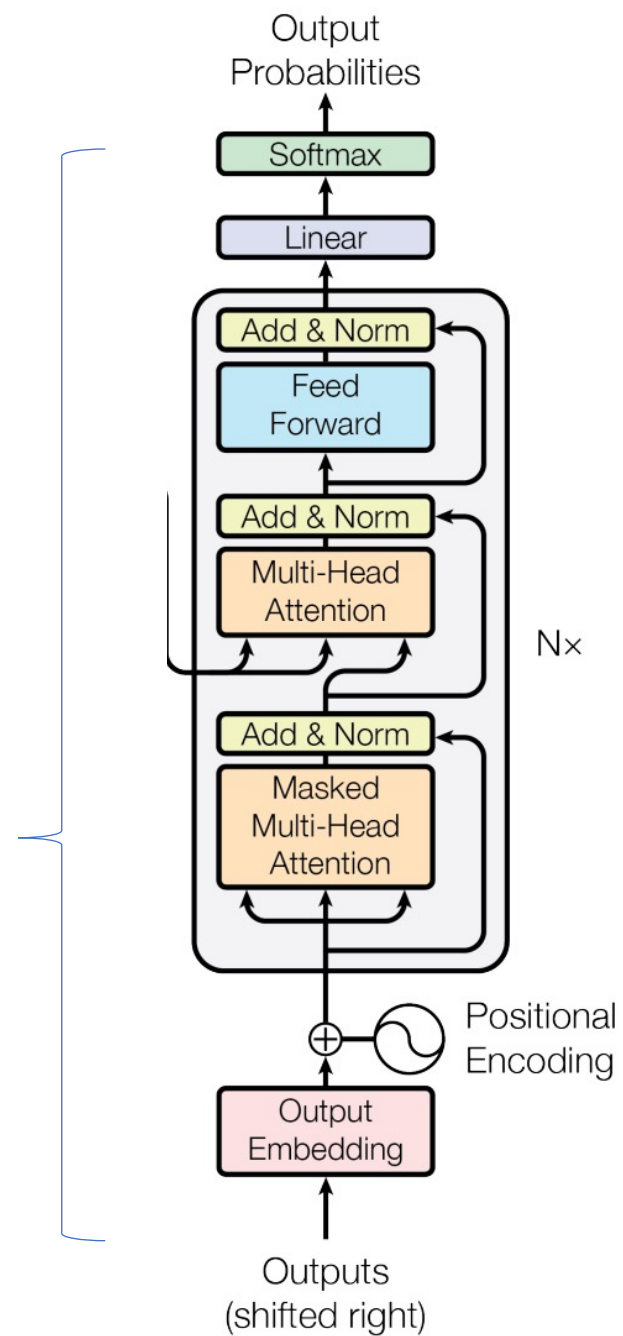 Output
Probabilities
Softmax
Linear
Add & Norm
Feed
Forward
Add & Norm
Multi-Head
Attention
N×
Add & Norm
Masked
Multi-Head
Attention
Positional
Encoding
Output
Embedding
Outputs
(shifted right)